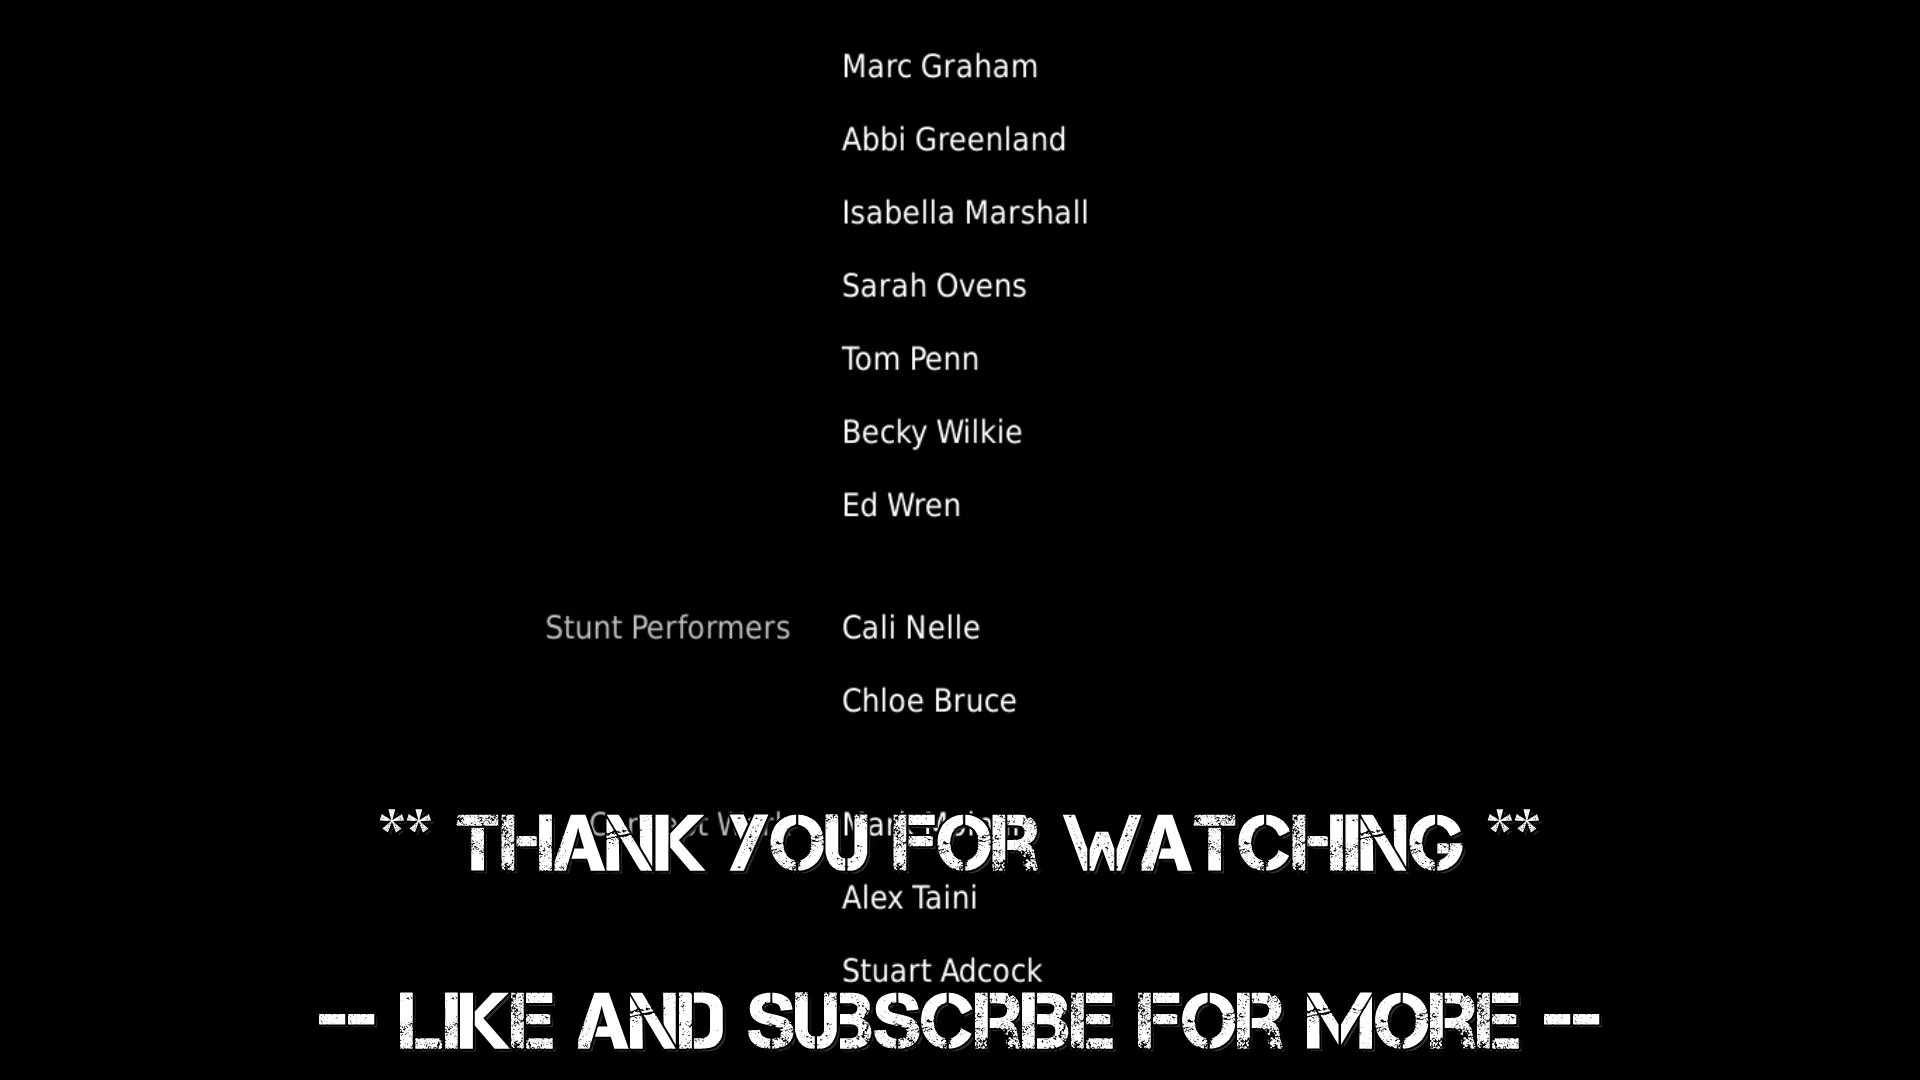 Marc Graham
Abbi Greenland
Isabella Marshall
Sarah Ovens
Tom Penn
Becky Wilkie
Ed Wren
Stunt Performers Cali Nelle
Chloe Bruce
** THANK YOU FOR WATCHING **
Alex Taini
Stuart Adcock
-- LIKE AND SUBSCRBE FOR MORE --